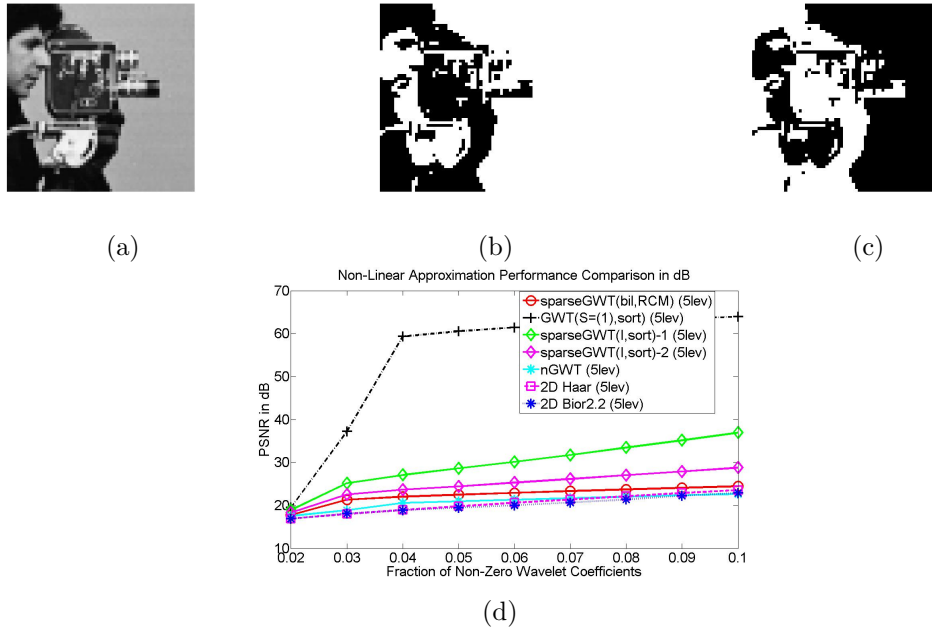 (a)
(b)
(c)
Non-Linear Approximation Performance Comparison in dB
70
60
50
40
30
20
10
PSNR in dB
sparseGWT(bil,RCM) (5lev)
GWT(S=(1),sort) (5lev)
sparseGWT(I,sort)-1 (5lev)
sparseGWT(I,sort)-2 (5lev)
nGWT (5lev)
2D Haar (5lev)
2D Bior2.2 (5lev)
0.02 0.03 0.04 0.05 0.06 0.07 0.08 0.09 0.1
Fraction of Non-Zero Wavelet Coefficients
(d)